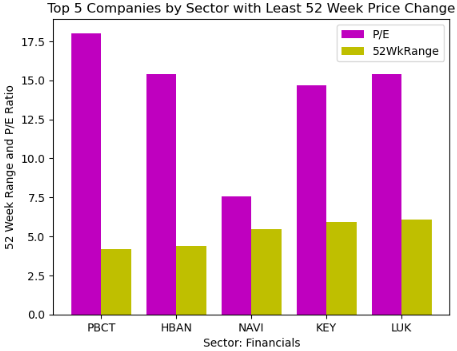 Top 5 Companies by Sector with Least 52 Week Price Change
P/E
52WkRange
52 Week Range and P/E Ratio
17.5
15.0
12.5
10.0
7.5
5.0
2.5
0.0
PBCT HBAN NAVI KEY LUK
Sector: Financials